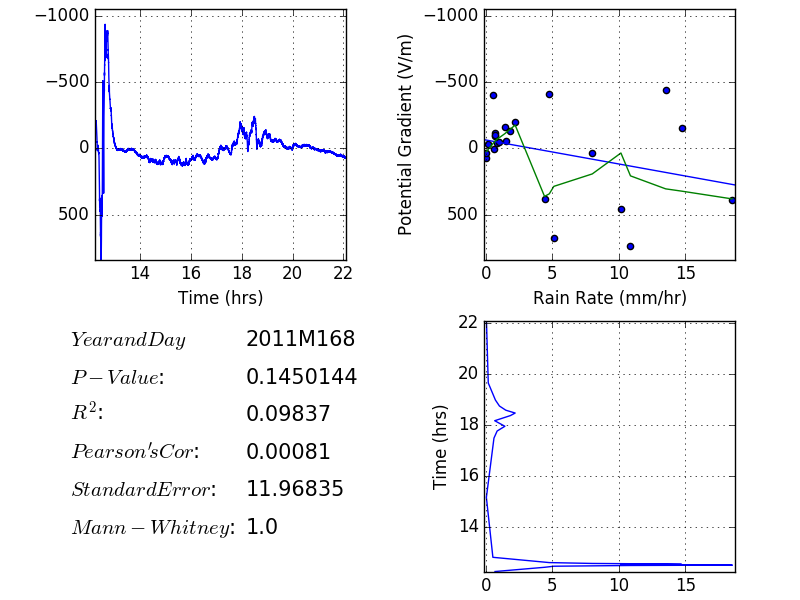 −1000
−500
0
500
14 16 18 20 22
Time (hrs)
Potential Gradient (V/m)
−1000
−500
0
500
0 5 10 15
Rain Rate (mm/hr)
YearandDay 2011M168
P−Value: 0.1450144
R²: 0.09837
Pearson'sCor: 0.00081
StandardError: 11.96835
Mann−Whitney: 1.0
Time (hrs)
22
20
18
16
14
0 5 10 15